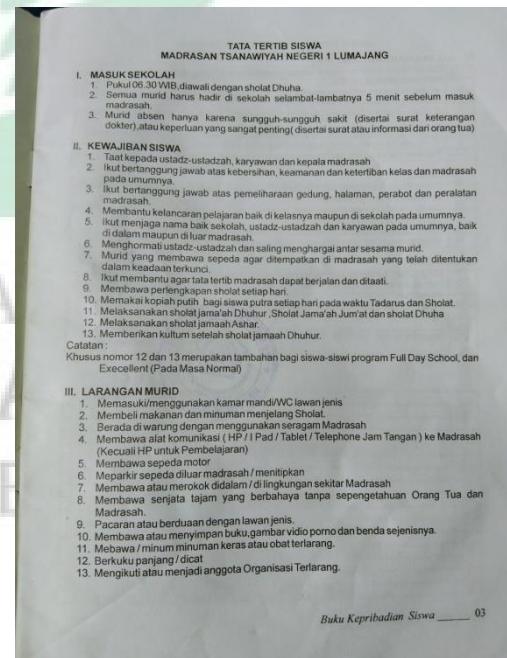 TATA TERTIB SISWA
MADRASAN TSANAWIYAH NEGERI 1 LUMAJANG
I. MASUK SEKOLAH
1. Pukul 06.30 WIB,diawali dengan sholat Dhuha.
2. Semua murid harus hadir di sekolah selambat-lambatnya 5 menit sebelum masuk
madrasah.
3. Murid absen hanya karena sungguh-sungguh sakit (disertai surat keterangan
dokter),atau keperluan yang sangat penting( disertai surat atau informasi dari orang tua)
II. KEWAJIBAN SISWA
1. Taat kepada ustadz-ustadzah, karyawan dan kepala madrasah
2. Ikut bertanggung jawab atas kebersihan, keamanan dan ketertiban kelas dan madrasah
pada umumnya.
3. Ikut bertanggung jawab atas pemeliharaan gedung, halaman, perabot dan peralatan
madrasah.
4. Membantu kelancaran pelajaran baik di kelasnya maupun di sekolah pada umumnya.
5. Ikut menjaga nama baik sekolah, ustadz-ustadzah dan karyawan pada umumnya, baik
di dalam maupun di luar madrasah.
6. Menghormati ustadz-ustadzah dan saling menghargai antar sesama murid.
7. Murid yang membawa sepeda agar ditempatkan di madrasah yang telah ditentukan
dalam keadaan terkunci.
8. Ikut membantu agar tata tertib madrasah dapat berjalan dan ditaati.
9. Membawa perlengkapan sholat setiap hari.
10. Memakai kopiah putih bagi siswa putra setiap hari pada waktu Tadarus dan Sholat.
11. Melaksanakan sholat jama'ah Dhuhur ,Sholat Jama'ah Jum'at dan sholat Dhuha
12. Melaksanakan sholat jamaah Ashar.
13. Memberikan kultum setelah sholat jamaah Dhuhur.
Catatan :
Khusus nomor 12 dan 13 merupakan tambahan bagi siswa-siswi program Full Day School, dan
Execellent (Pada Masa Normal)
III. LARANGAN MURID
1. Memasuki/menggunakan kamar mandi/WC lawan jenis
2. Membeli makanan dan minuman menjelang Sholat.
3. Berada di warung dengan menggunakan seragam Madrasah
4. Membawa alat komunikasi ( HP / I Pad / Tablet / Telephone Jam Tangan ) ke Madrasah
(Kecuali HP untuk Pembelajaran)
5. Membawa sepeda motor
6. Meparkir sepeda diluar madrasah / menitipkan
7. Membawa atau merokok didalam / di lingkungan sekitar Madrasah
8. Membawa senjata tajam yang berbahaya tanpa sepengetahuan Orang Tua dan
Madrasah.
9. Pacaran atau berduaan dengan lawan jenis.
10. Membawa atau menyimpan buku,gambar vidio porno dan benda sejenisnya.
11. Mebawa / minum minuman keras atau obat terlarang.
12. Berkuku panjang / dicat
13. Mengikuti atau menjadi anggota Organisasi Terlarang.
Buku Kepribadian Siswa ______ 03